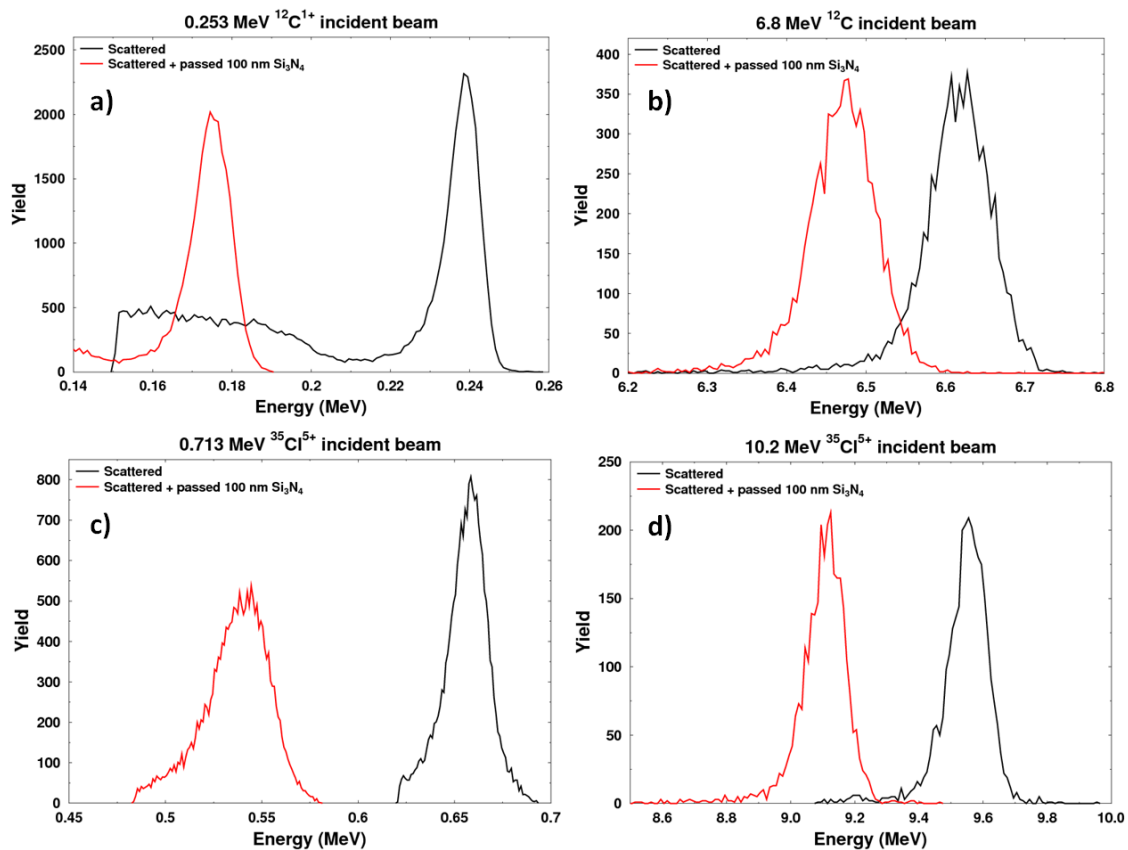 0.253 MeV ¹²C¹⁺ incident beam
Scattered
Scattered + passed 100 nm Si₃N₄
a)
2500
2000
1500
1000
500
0
Yield
0.14 0.16 0.18 0.2 0.22 0.24 0.26
Energy (MeV)
6.8 MeV ¹²C incident beam
Scattered
Scattered + passed 100 nm Si₃N₄
b)
400
350
300
250
200
150
100
50
0
Yield
6.2 6.3 6.4 6.5 6.6 6.7 6.8
Energy (MeV)
0.713 MeV ³⁵Cl⁵⁺ incident beam
Scattered
Scattered + passed 100 nm Si₃N₄
c)
800
700
600
500
400
300
200
100
0
Yield
0.45 0.5 0.55 0.6 0.65 0.7
Energy (MeV)
10.2 MeV ³⁵Cl⁵⁺ incident beam
Scattered
Scattered + passed 100 nm Si₃N₄
d)
250
200
150
100
50
0
Yield
8.6 8.8 9.0 9.2 9.4 9.6 9.8 10.0
Energy (MeV)